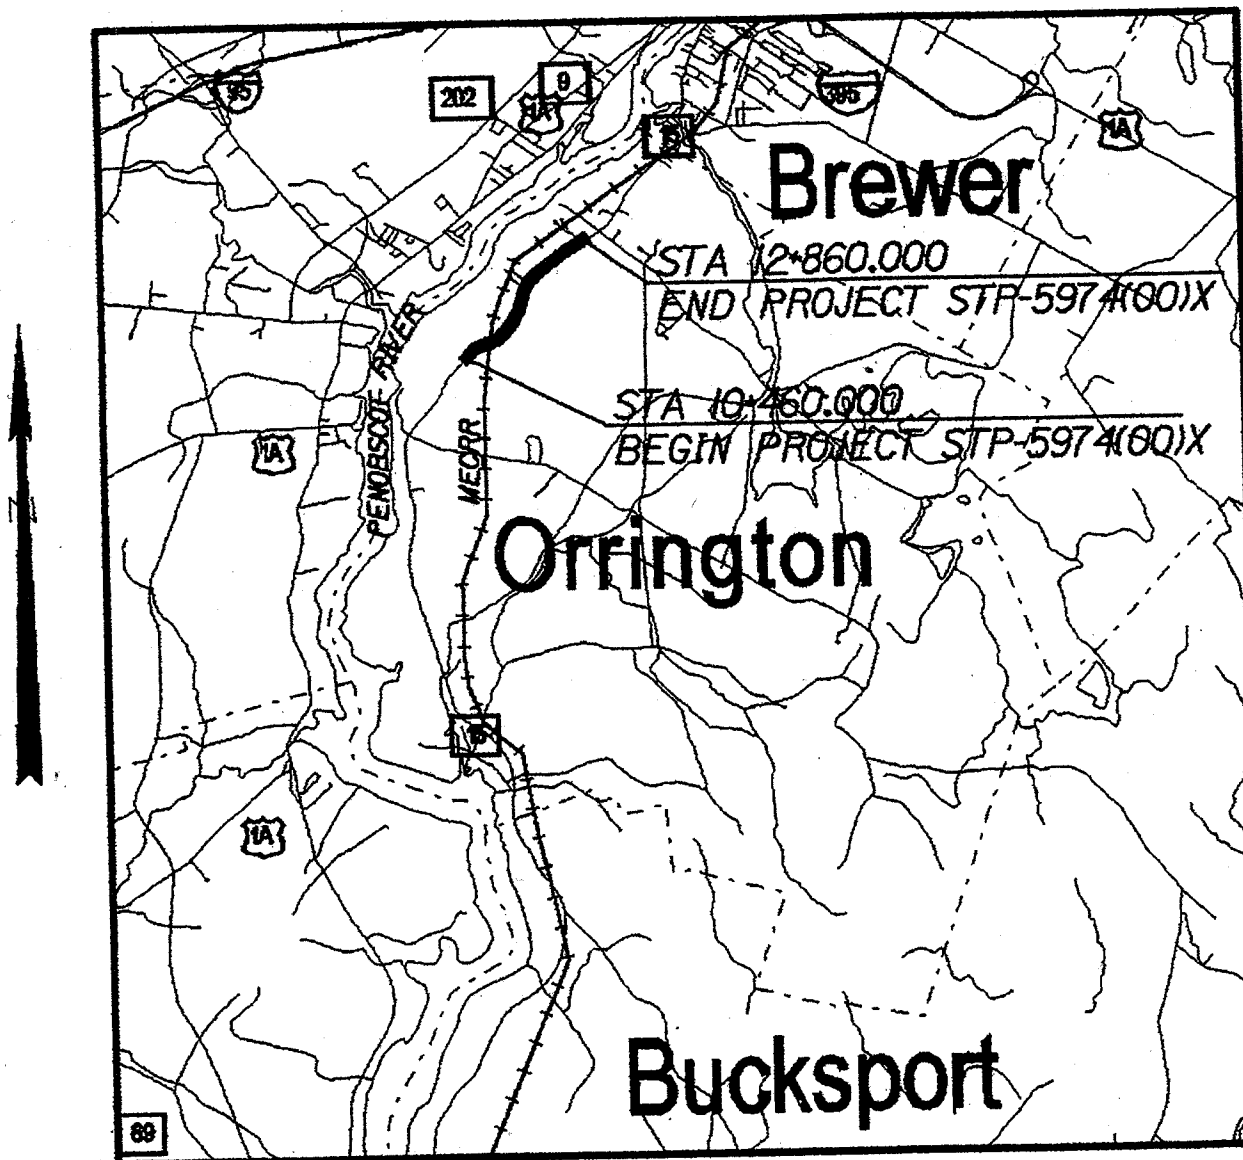 95
202
9
1A
395
15
1A
Brewer
STA 12+860.000
END PROJECT STP-5974(00)X
PENOBSCOT RIVER
STA 10+460.000
BEGIN PROJECT STP-5974(00)X
1A
MECRR
Orrington
15
1A
Bucksport
69